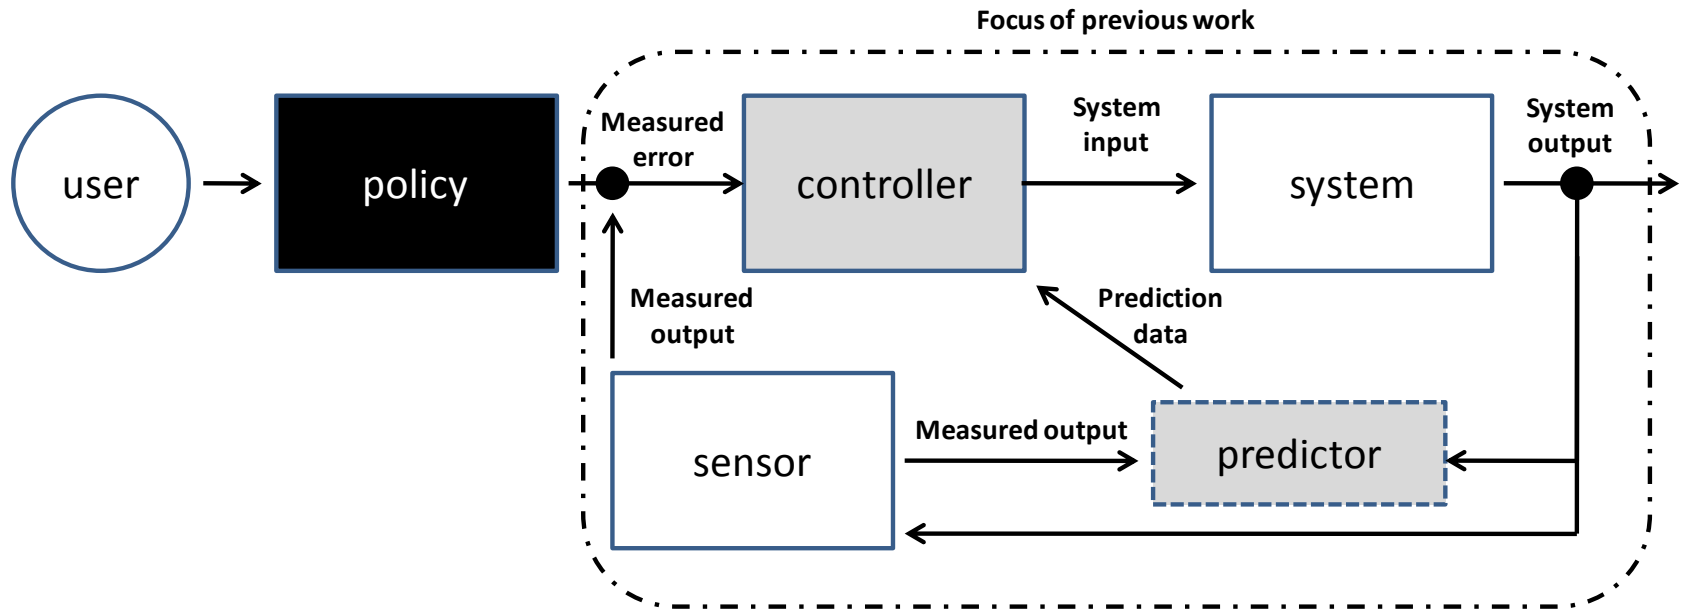 Focus of previous work
user
policy
Measured
error
controller
System
input
system
System
output
Measured
output
Prediction
data
sensor
Measured output
predictor